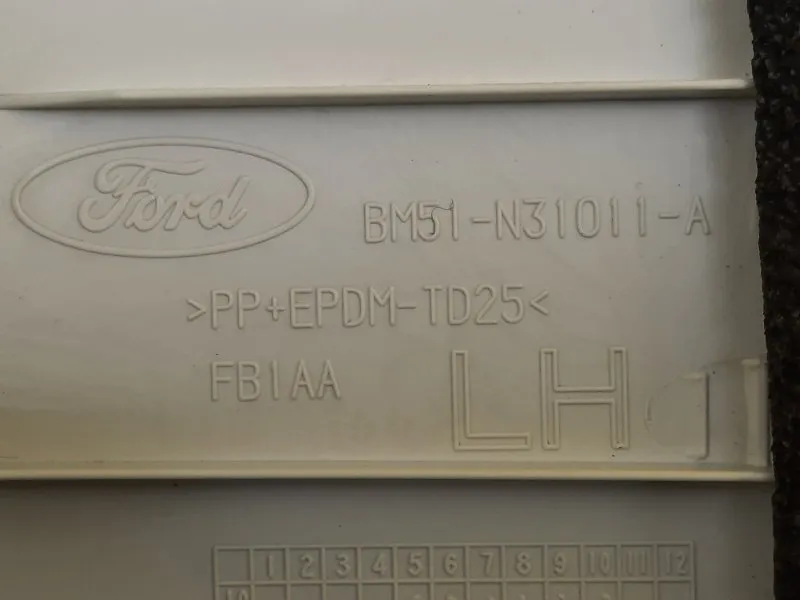 Ford
BM51-N31011-A
>PP+EPDM-TD25<
FB1AA
LH
1 2 3 4 5 6 7 8 9 10 11 12
10